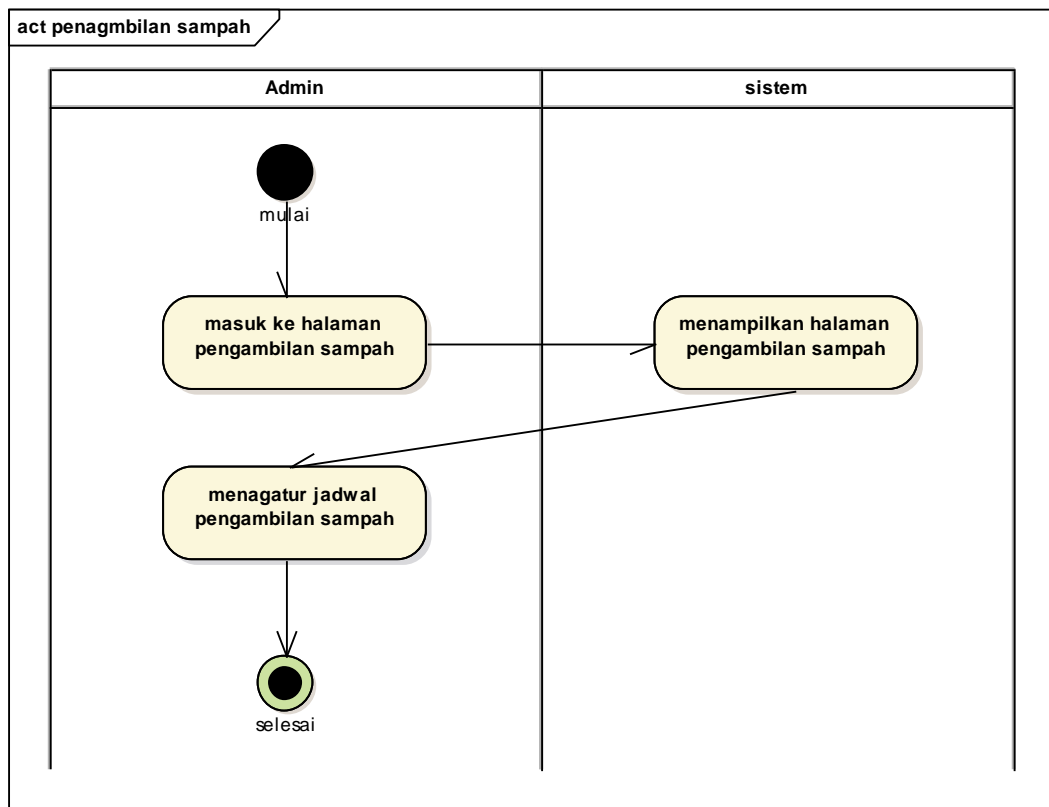 act penagmbilan sampah
Admin
sistem
mulai
masuk ke halaman
pengambilan sampah
menampilkan halaman
pengambilan sampah
menagatur jadwal
pengambilan sampah
selesai